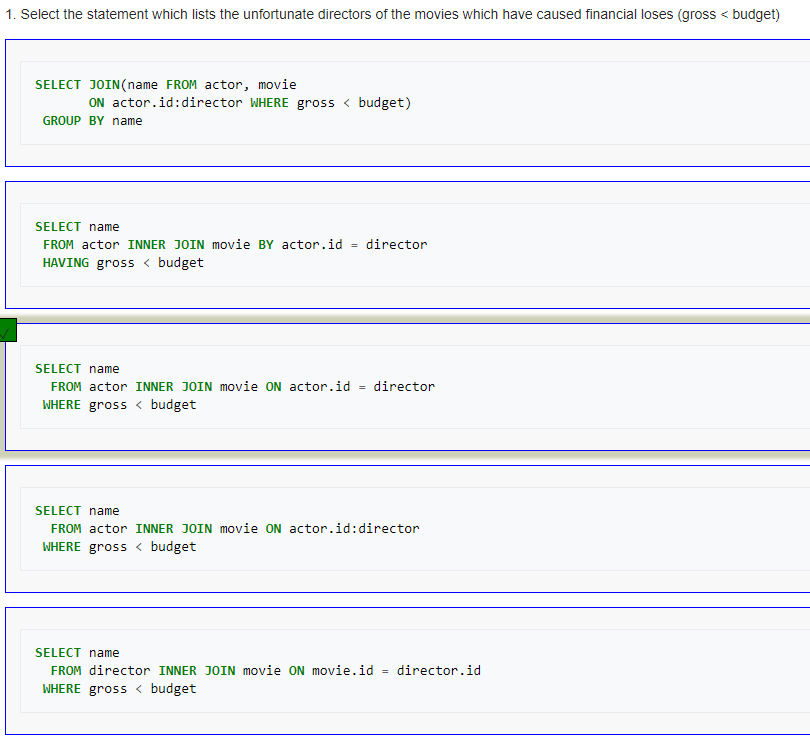 1. Select the statement which lists the unfortunate directors of the movies which have caused financial loses (gross < budget)
SELECT JOIN(name FROM actor, movie
ON actor.id:director WHERE gross < budget)
GROUP BY name
SELECT name
FROM actor INNER JOIN movie BY actor.id = director
HAVING gross < budget
SELECT name
FROM actor INNER JOIN movie ON actor.id = director
WHERE gross < budget
SELECT name
FROM actor INNER JOIN movie ON actor.id:director
WHERE gross < budget
SELECT name
FROM director INNER JOIN movie ON movie.id = director.id
WHERE gross < budget